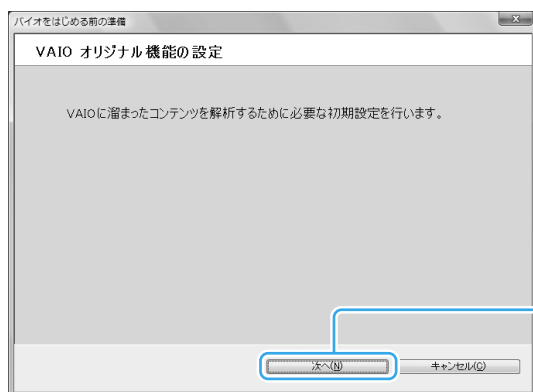 バイオをはじめる前の準備
VAIO オリジナル機能の設定
VAIOに溜まったコンテンツを解析するために必要な初期設定を行います。
次へ(N)
キャンセル(C)